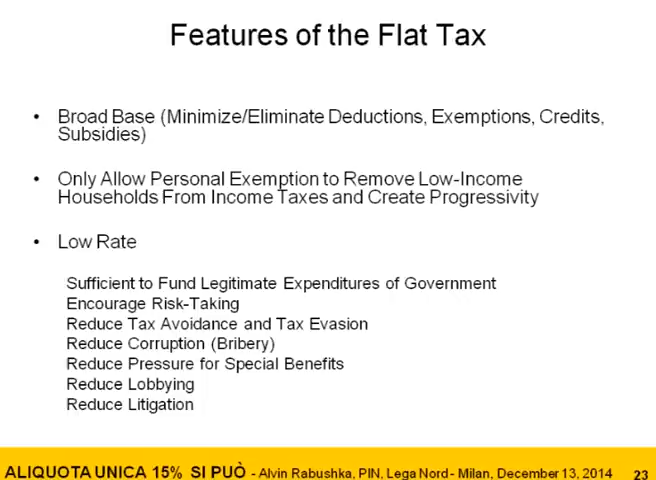 Features of the Flat Tax
• Broad Base (Minimize/Eliminate Deductions, Exemptions, Credits,
Subsidies)
• Only Allow Personal Exemption to Remove Low-Income
Households From Income Taxes and Create Progressivity
• Low Rate
Sufficient to Fund Legitimate Expenditures of Government
Encourage Risk-Taking
Reduce Tax Avoidance and Tax Evasion
Reduce Corruption (Bribery)
Reduce Pressure for Special Benefits
Reduce Lobbying
Reduce Litigation
ALIQUOTA UNICA 15% SI PUÒ - Alvin Rabushka, PIN, Lega Nord - Milan, December 13, 2014 23